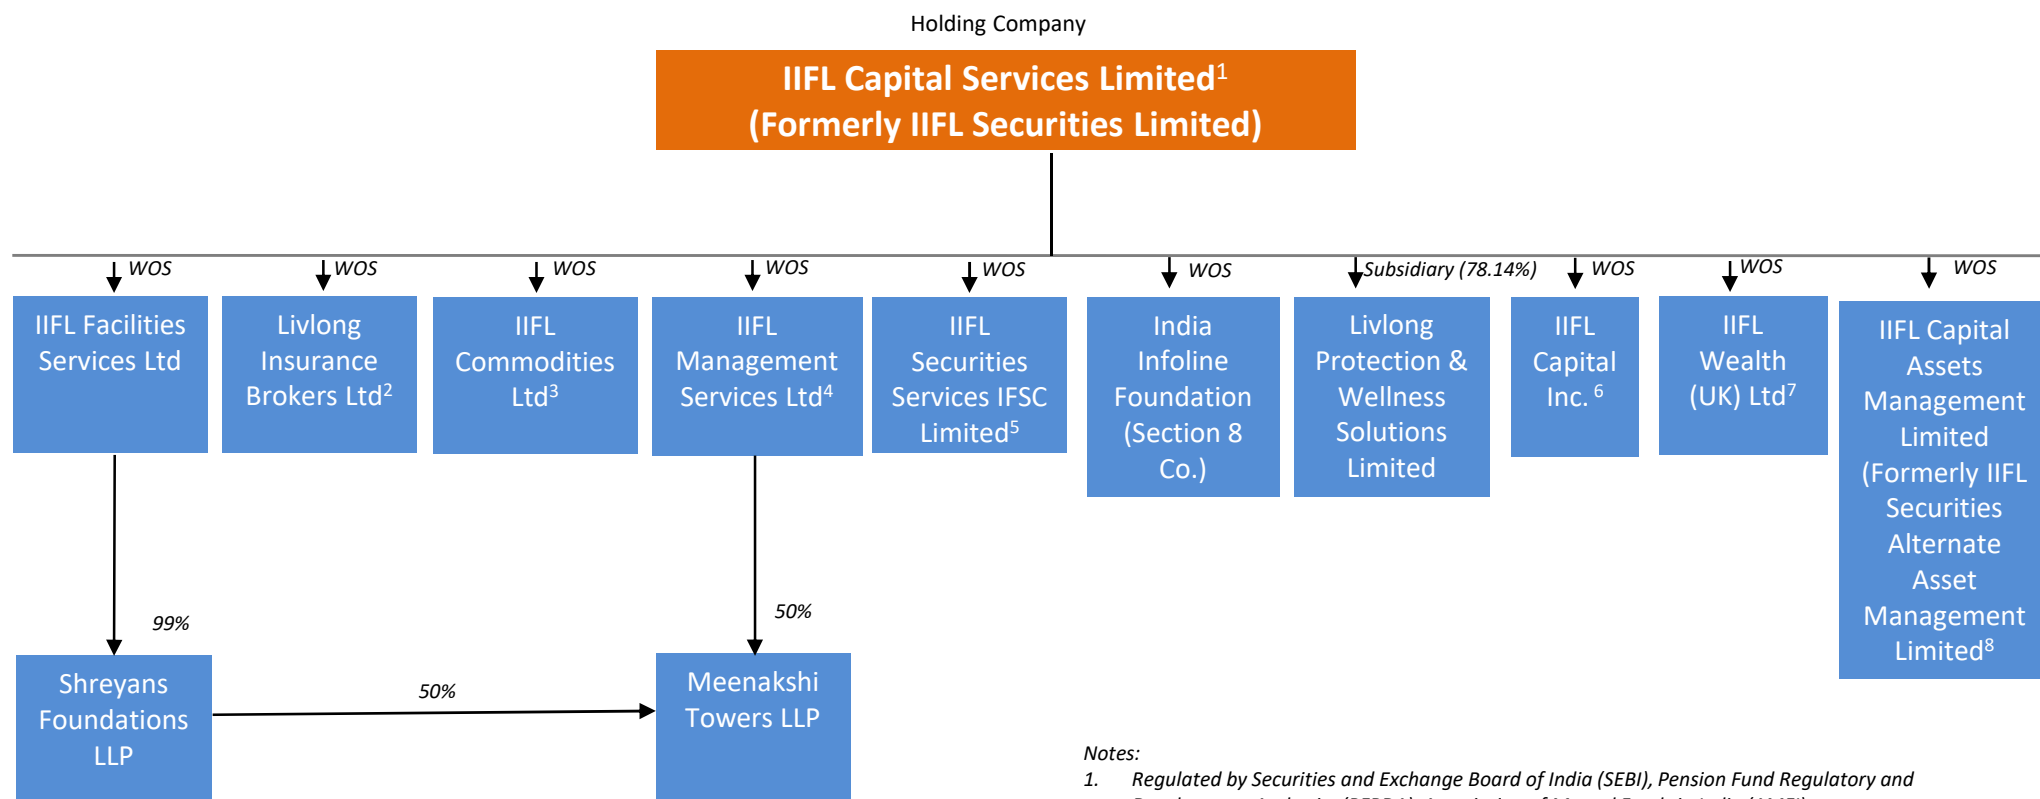 Holding Company
IIFL Capital Services Limited1
(Formerly IIFL Securities Limited)
WOS
WOS
WOS
WOS
WOS
WOS
Subsidiary (78.14%)
WOS
WOS
WOS
IIFL Facilities
Services Ltd
Livlong
Insurance
Brokers Ltd2
IIFL
Commodities
Ltd3
IIFL
Management
Services Ltd4
IIFL
Securities
Services IFSC
Limited5
India
Infoline
Foundation
(Section 8
Co.)
Livlong
Protection &
Wellness
Solutions
Limited
IIFL
Capital
Inc. 6
IIFL
Wealth
(UK) Ltd7
IIFL Capital
Assets
Management
Limited
(Formerly IIFL
Securities
Alternate
Asset
Management
Limited8
99%
50%
Shreyans
Foundations
LLP
50%
Meenakshi
Towers LLP
Notes:
1. Regulated by Securities and Exchange Board of India (SEBI), Pension Fund Regulatory and